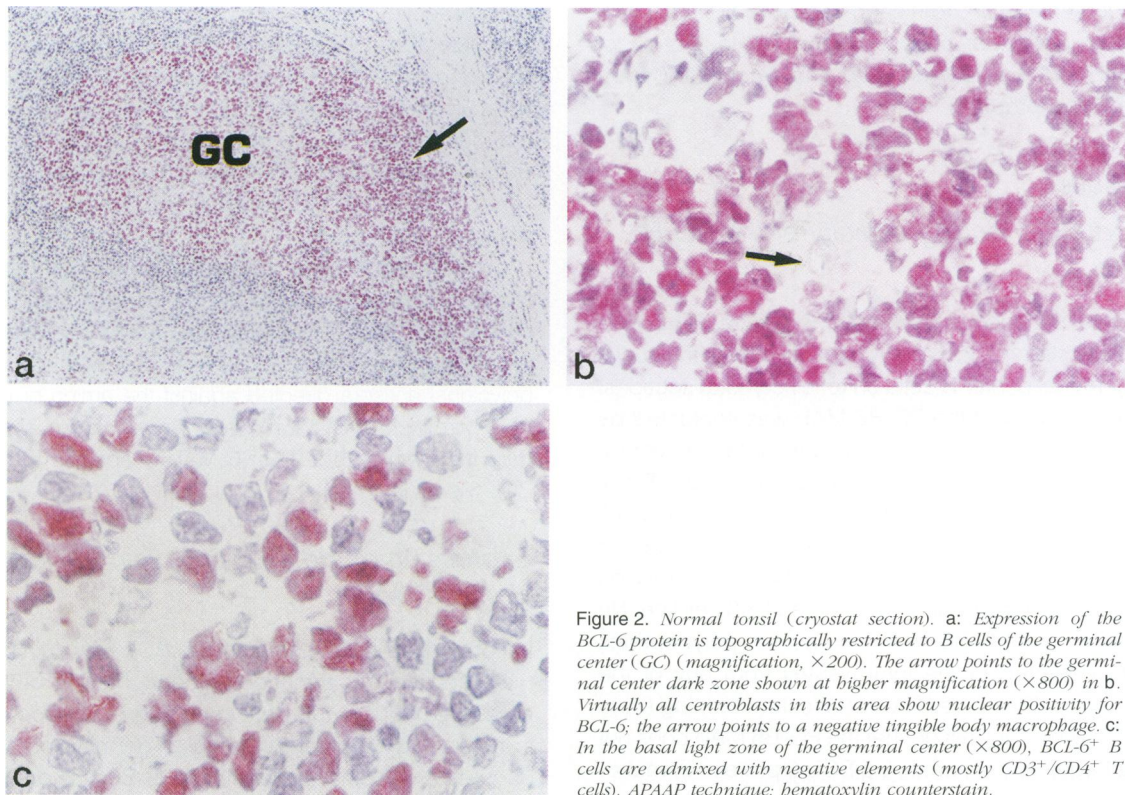 GC
a
b
c
Figure 2. Normal tonsil (cryostat section). a: Expression of the
BCL-6 protein is topographically restricted to B cells of the germinal
center (GC) (magnification, ×200). The arrow points to the germi-
nal center dark zone shown at higher magnification (×800) in b.
Virtually all centroblasts in this area show nuclear positivity for
BCL-6; the arrow points to a negative tingible body macrophage. c:
In the basal light zone of the germinal center (×800), BCL-6+ B
cells are admixed with negative elements (mostly CD3+/CD4+ T
cells). APAAP technique; hematoxylin counterstain.